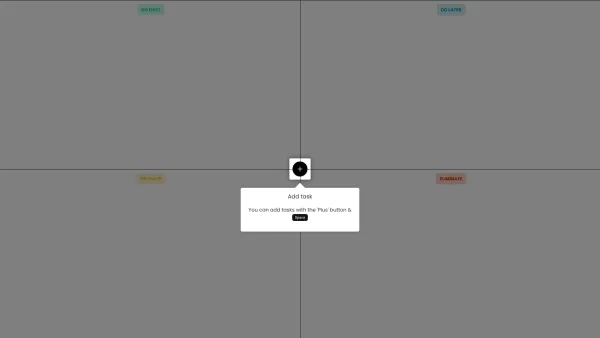 DO FIRST
DO LATER
+
DELEGATE
ELIMINATE
Add task
You can add tasks with the 'Plus' button &
Space